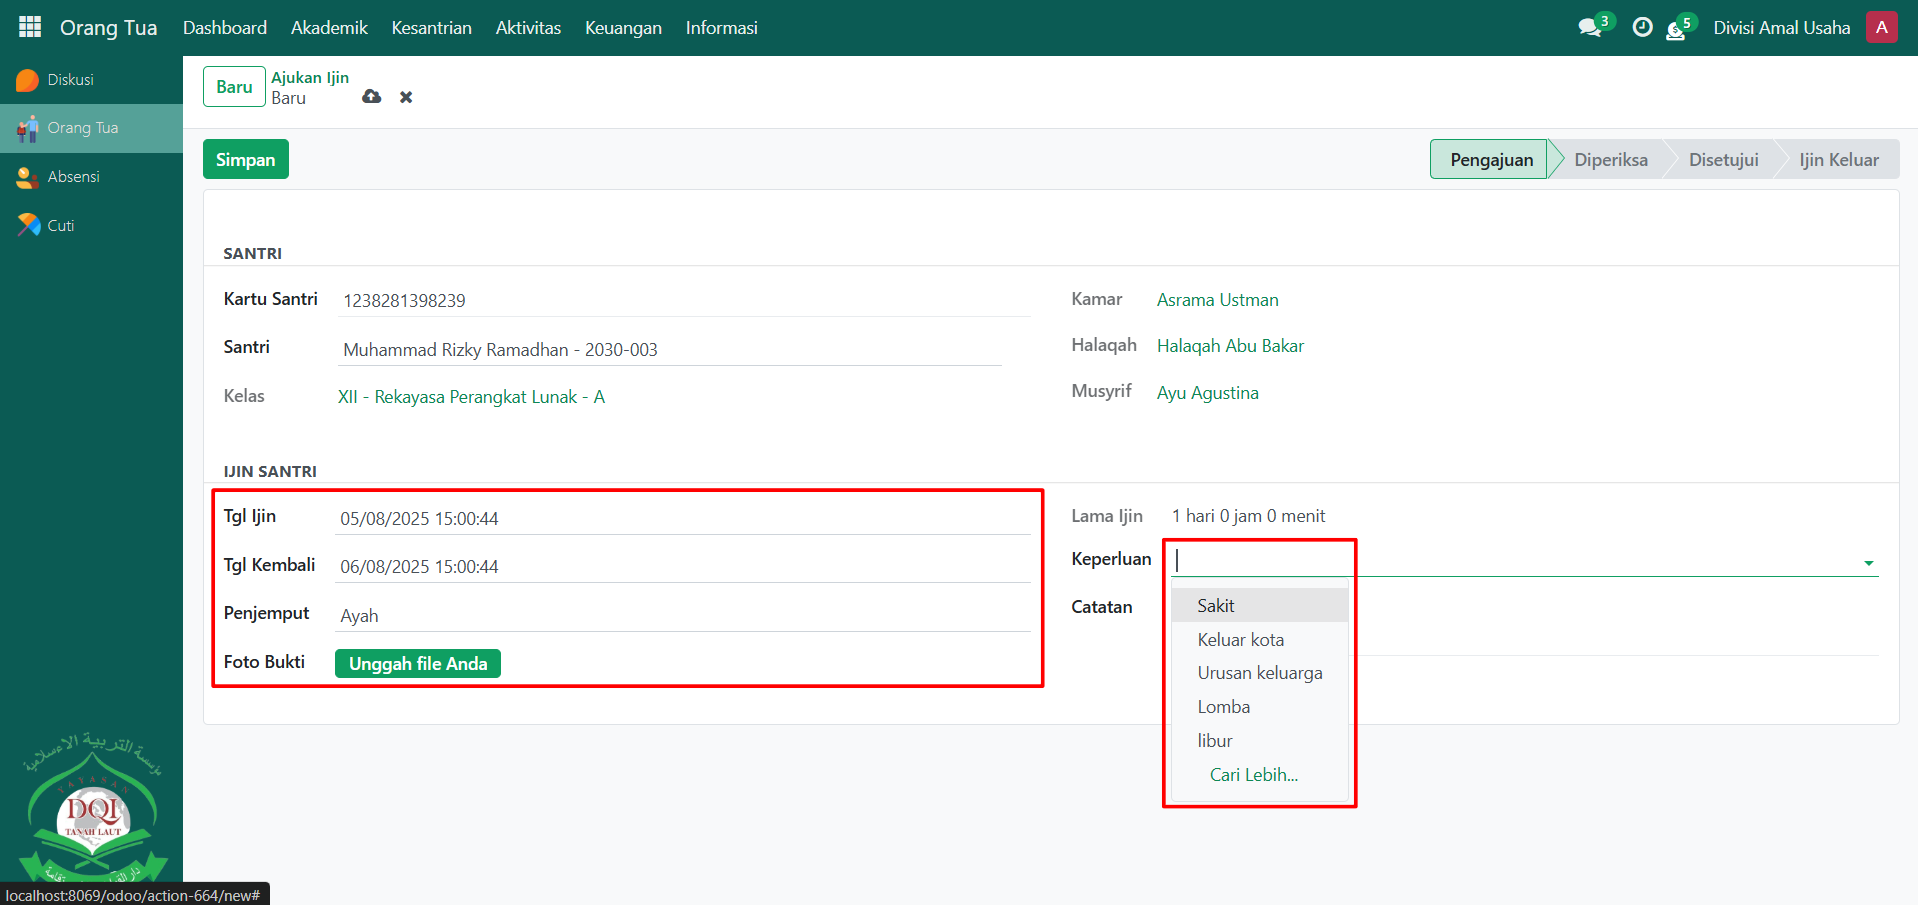 Orang Tua Dashboard Akademik Kesantrian Aktivitas Keuangan Informasi 3 5 Divisi Amal Usaha A
Diskusi
Orang Tua
Absensi
Cuti
Baru
Ajukan Ijin
Baru
Simpan
Pengajuan Diperiksa Disetujui Ijin Keluar
SANTRI
Kartu Santri 1238281398239
Santri Muhammad Rizky Ramadhan - 2030-003
Kelas XII - Rekayasa Perangkat Lunak - A
Kamar Asrama Ustman
Halaqah Halaqah Abu Bakar
Musyrif Ayu Agustina
IJIN SANTRI
Tgl Ijin 05/08/2025 15:00:44
Tgl Kembali 06/08/2025 15:00:44
Penjemput Ayah
Foto Bukti Unggah file Anda
Lama Ijin 1 hari 0 jam 0 menit
Keperluan
Catatan
Sakit
Keluar kota
Urusan keluarga
Lomba
libur
Cari Lebih...
مؤسسة التربية الاءسلامية
YAYASAN
DQI
TANAH LAUT
localhost:8069/odoo/action-664/new#